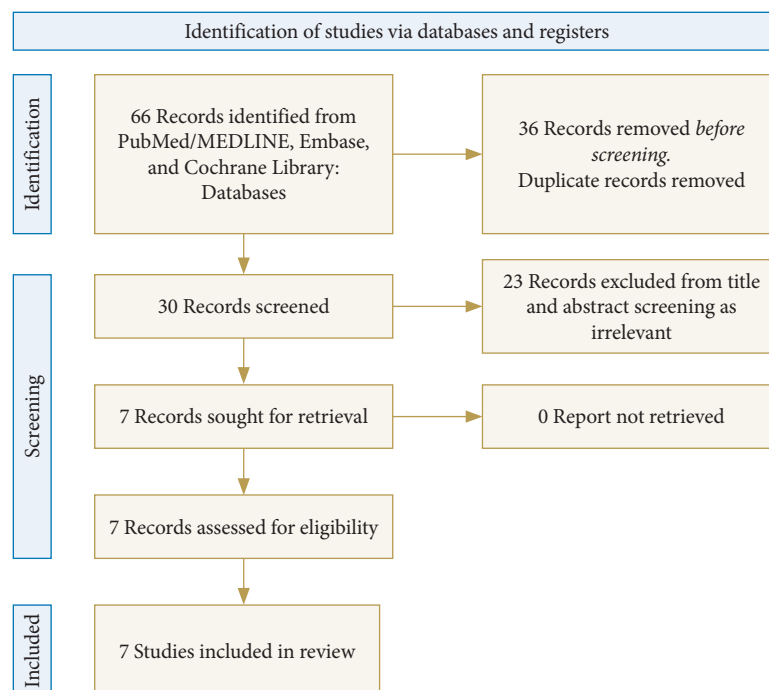 Identification of studies via databases and registers
Identification
66 Records identified from
PubMed/MEDLINE, Embase,
and Cochrane Library:
Databases
36 Records removed before
screening.
Duplicate records removed
Screening
30 Records screened
23 Records excluded from title
and abstract screening as
irrelevant
7 Records sought for retrieval
0 Report not retrieved
7 Records assessed for eligibility
Included
7 Studies included in review